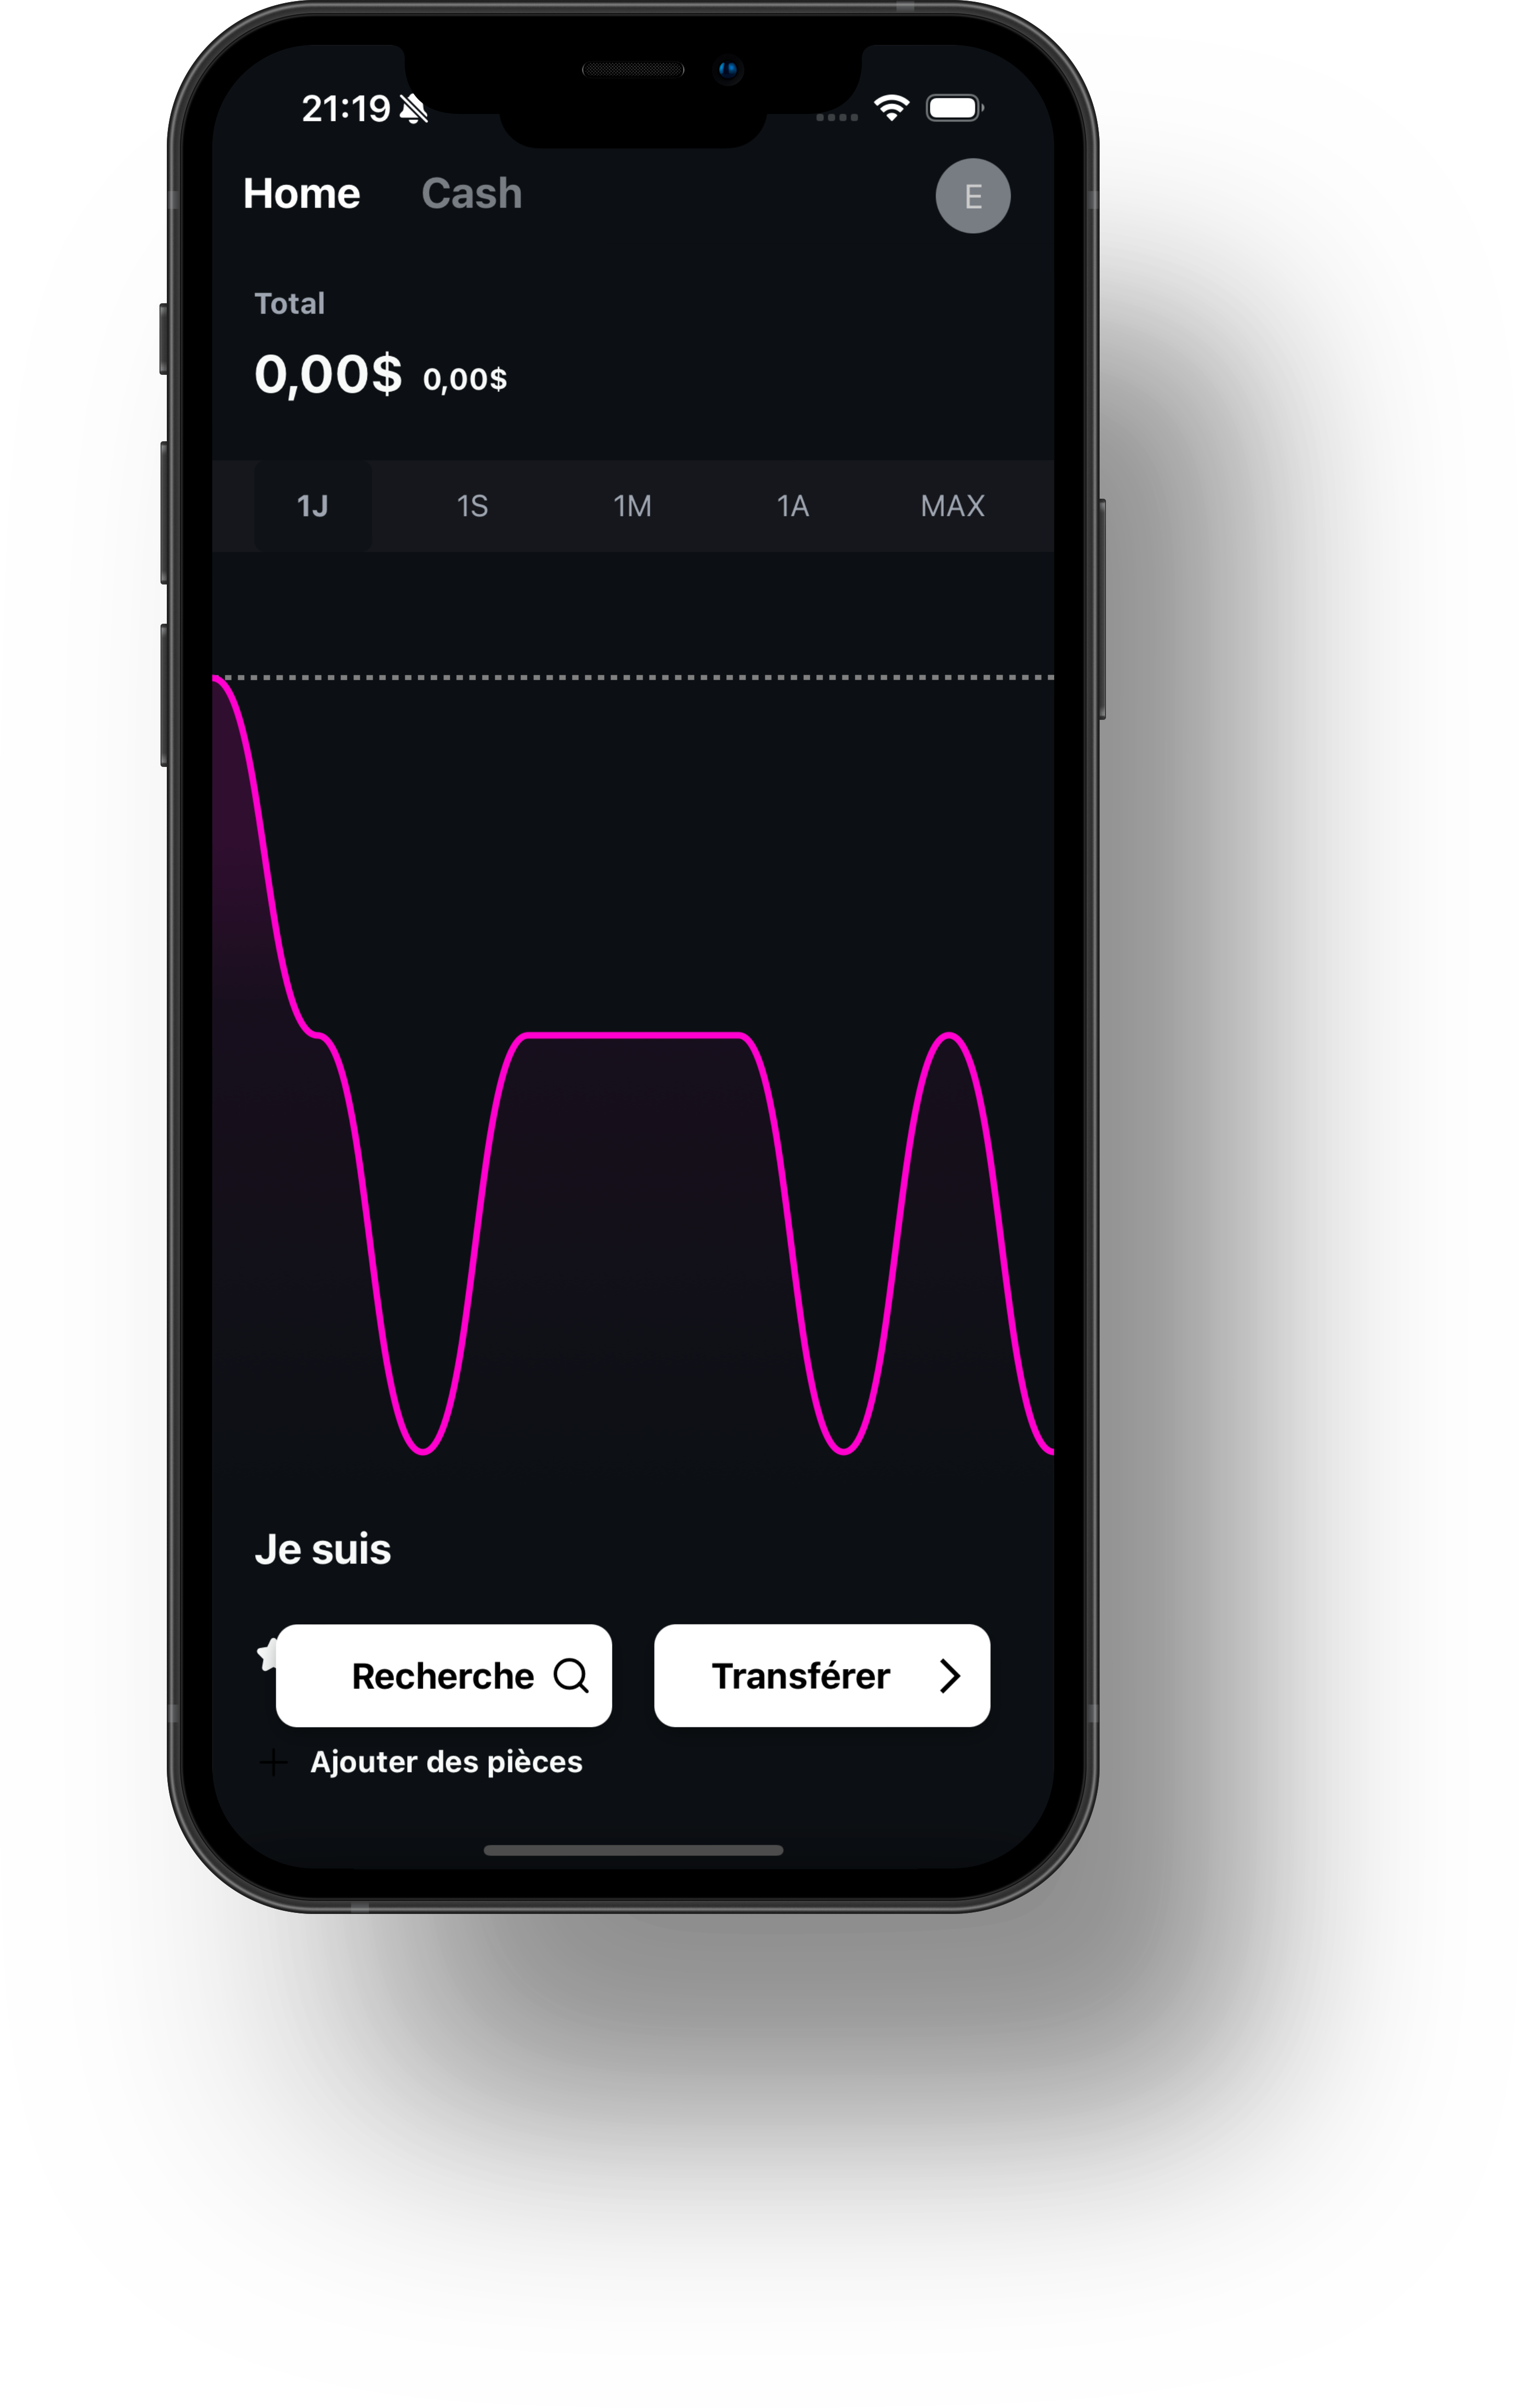 21:19
Home Cash E
Total
0,00$ 0,00$
1J 1S 1M 1A MAX
Je suis
Recherche Transférer
Ajouter des pièces